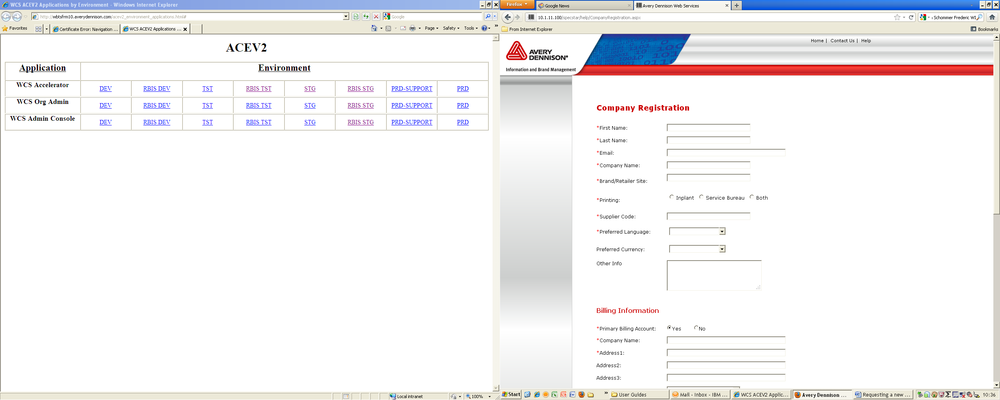 WCS ACEV2 Applications by Environment - Windows Internet Explorer
http://wbtsfrm10.averydennison.com/acev2_environment_applications.html#
Google
Favorites
Certificate Error: Navigation ...
WCS ACEV2 Applications ...
Page
Safety
Tools
»
ACEV2
Application Environment
WCS Accelerator DEV RBIS DEV TST RBIS TST STG RBIS STG PRD-SUPPORT PRD
WCS Org Admin DEV RBIS DEV TST RBIS TST STG RBIS STG PRD-SUPPORT PRD
WCS Admin Console DEV RBIS DEV TST RBIS TST STG RBIS STG PRD-SUPPORT PRD
Local intranet
100%
Firefox
Google News
Avery Dennison Web Services
10.1.11.100/specstar/help/CompanyRegistration.aspx
Schommer Frederic WI
From Internet Explorer
Bookmarks
Home | Contact Us | Help
AVERY
DENNISON®
Information and Brand Management
Company Registration
*First Name:
*Last Name:
*Email:
*Company Name:
*Brand/Retailer Site:
*Printing: Inplant Service Bureau Both
*Supplier Code:
*Preferred Language:
Preferred Currency:
Other Info
Billing Information
*Primary Billing Account: Yes No
*Company Name:
*Address1:
Address2:
Address3:
Start
»
User Guides
Mail - Inbox - IBM ...
WCS ACEV2 Applic...
Avery Dennison ...
Requesting a new ...
10:36